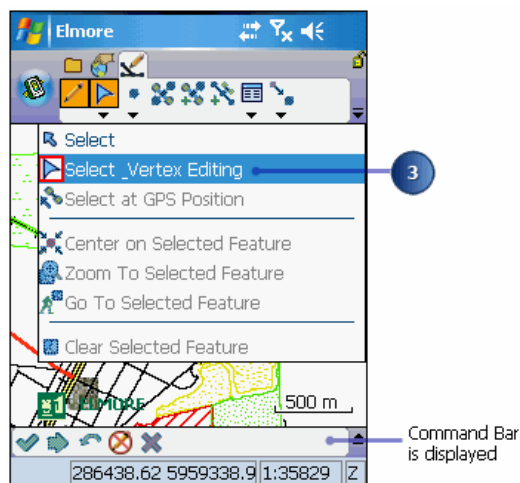 Elmore
Select
Select _Vertex Editing
3
Select at GPS Position
Center on Selected Feature
Zoom To Selected Feature
Go To Selected Feature
Clear Selected Feature
ELMORE
500 m
Command Bar
is displayed
286438.62 5959338.9 1:35829 Z